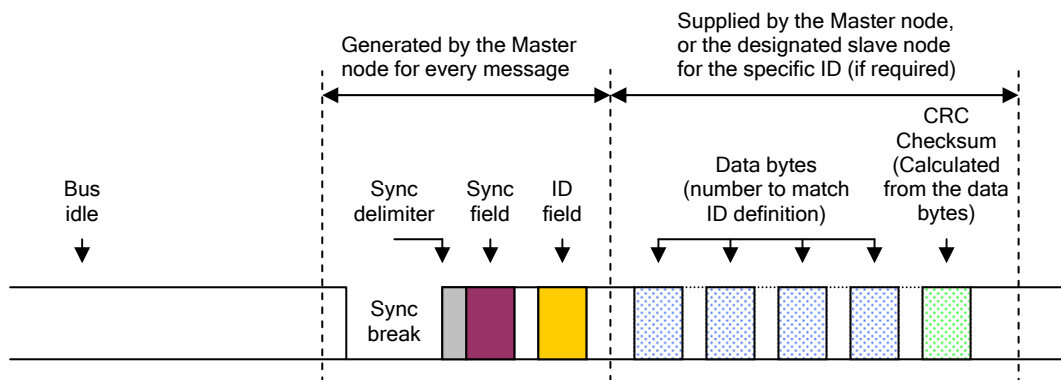 Generated by the Master
node for every message
Supplied by the Master node,
or the designated slave node
for the specific ID (if required)
Bus
idle
Sync
delimiter
Sync
field
ID
field
Data bytes
(number to match
ID definition)
CRC
Checksum
(Calculated
from the data
bytes)
Sync
break